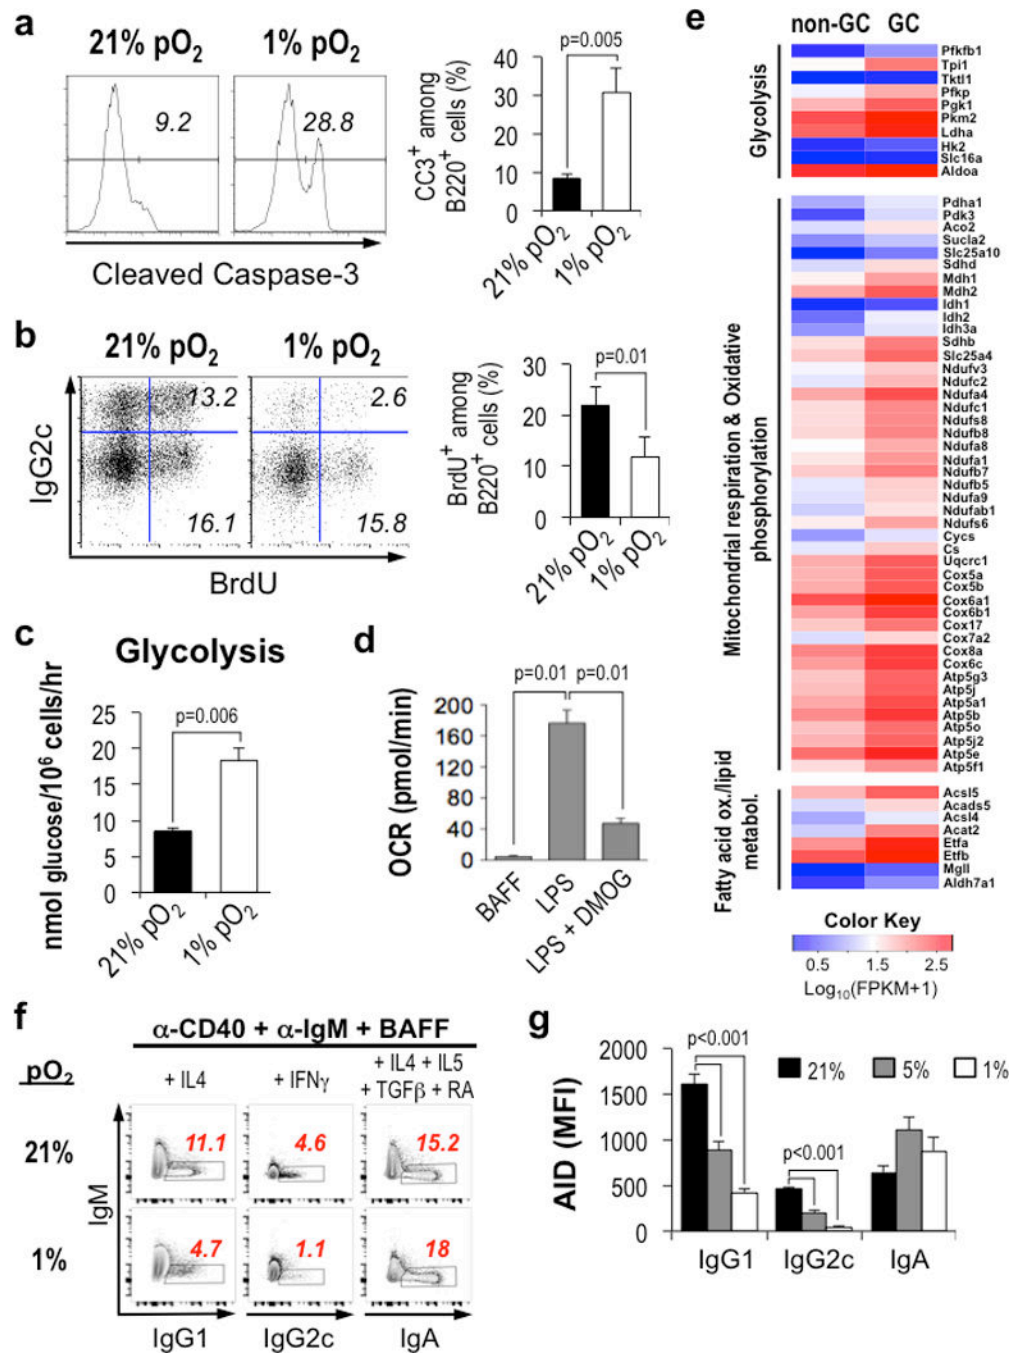 a
21% pO2
1% pO2
9.2
28.8
Cleaved Caspase-3
CC3+ among
B220+ cells (%)
40
30
20
10
0
p=0.005
21% pO2
1% pO2
b
21% pO2
1% pO2
13.2
2.6
16.1
15.8
IgG2c
BrdU
BrdU+ among
B220+ cells (%)
30
20
10
0
p=0.01
21% pO2
1% pO2
c
Glycolysis
nmol glucose/10^6 cells/hr
25
20
15
10
5
0
p=0.006
21% pO2
1% pO2
d
OCR (pmol/min)
200
160
120
80
40
0
p=0.01
p=0.01
BAFF
LPS
LPS + DMOG
e
non-GC
GC
Glycolysis
Pfkfb1
Tpi1
Tktl1
Pfkp
Pgk1
Pkm2
Ldha
Hk2
Slc16a
Aldoa
Mitochondrial respiration & Oxidative
phosphorylation
Pdha1
Pdk3
Aco2
Sucla2
Slc25a10
Sdhd
Mdh1
Mdh2
Idh1
Idh2
Idh3a
Sdhb
Slc25a4
Ndufv3
Ndufc2
Ndufa4
Ndufc1
Ndufs8
Ndufb8
Ndufa8
Ndufa1
Ndufb7
Ndufb5
Ndufa9
Ndufab1
Ndufs6
Cycs
Cs
Uqcrc1
Cox5a
Cox5b
Cox6a1
Cox6b1
Cox17
Cox7a2
Cox8a
Cox6c
Atp5g3
Atp5j
Atp5a1
Atp5b
Atp5o
Atp5j2
Atp5e
Atp5f1
Fatty acid ox./lipid
metabol.
Acsl5
Acads5
Acsl4
Acat2
Etfa
Etfb
Mgll
Aldh7a1
Color Key
0.5 1.5 2.5
Log10(FPKM+1)
f
α-CD40 + α-IgM + BAFF
pO2
+ IL4
+ IFNγ
+ IL4 + IL5
+ TGFβ + RA
21%
11.1
4.6
15.2
1%
4.7
1.1
18
IgM
IgG1
IgG2c
IgA
g
AID (MFI)
2000
1500
1000
500
0
p<0.001
p<0.001
21% 5% 1%
IgG1
IgG2c
IgA